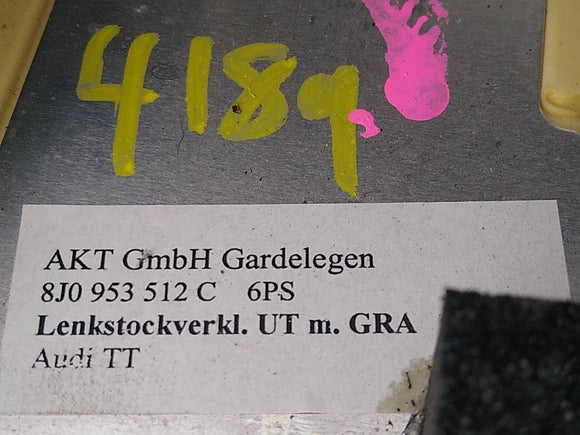 4189
AKT GmbH Gardelegen
8J0 953 512 C 6PS
Lenkstockverkl. UT m. GRA
Audi TT